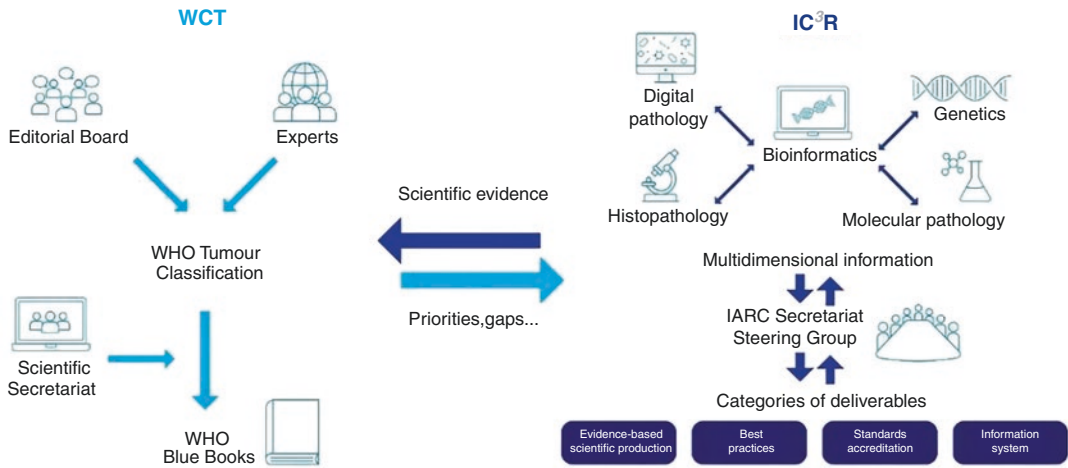 WCT
Editorial Board
Experts
WHO Tumour
Classification
Scientific
Secretariat
WHO
Blue Books
Scientific evidence
Priorities,gaps...
IC³R
Digital
pathology
Bioinformatics
Genetics
Histopathology
Molecular pathology
Multidimensional information
IARC Secretariat
Steering Group
Categories of deliverables
Evidence-based
scientific production
Best
practices
Standards
accreditation
Information
system